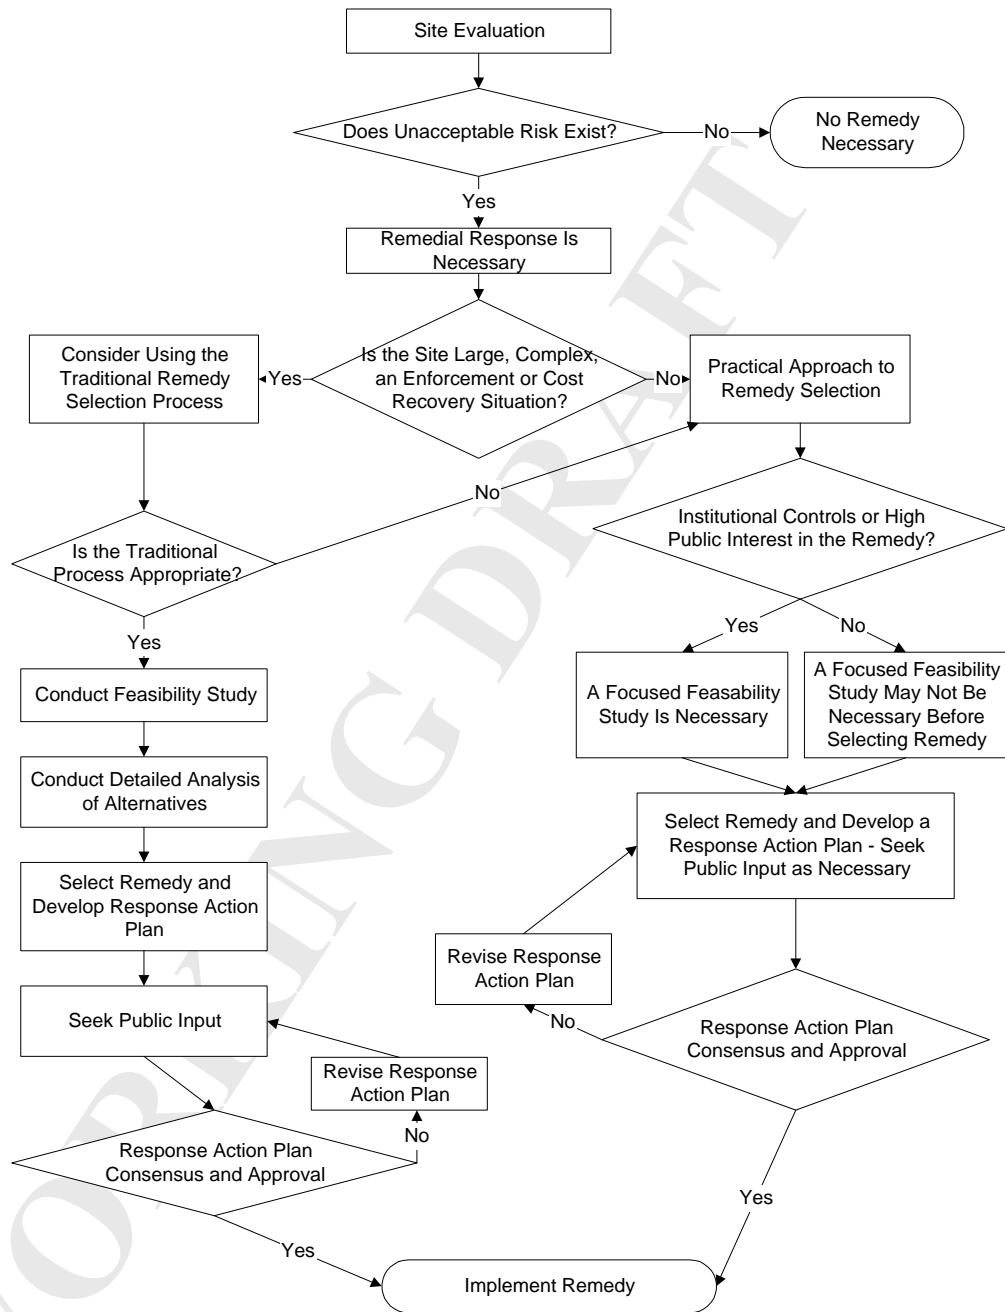 Site Evaluation
Does Unacceptable Risk Exist?
No
No Remedy
Necessary
Yes
Remedial Response Is
Necessary
Is the Site Large, Complex,
an Enforcement or Cost
Recovery Situation?
Yes
No
Consider Using the
Traditional Remedy
Selection Process
Practical Approach to
Remedy Selection
No
Is the Traditional
Process Appropriate?
Institutional Controls or High
Public Interest in the Remedy?
Yes
Yes
No
Conduct Feasibility Study
A Focused Feasability
Study Is Necessary
A Focused Feasibility
Study May Not Be
Necessary Before
Selecting Remedy
Conduct Detailed Analysis
of Alternatives
Select Remedy and Develop a
Response Action Plan - Seek
Public Input as Necessary
Select Remedy and
Develop Response Action
Plan
Revise Response
Action Plan
No
Seek Public Input
Response Action Plan
Consensus and Approval
Revise Response
Action Plan
No
Response Action Plan
Consensus and Approval
Yes
Yes
Implement Remedy
WORKING DRAFT